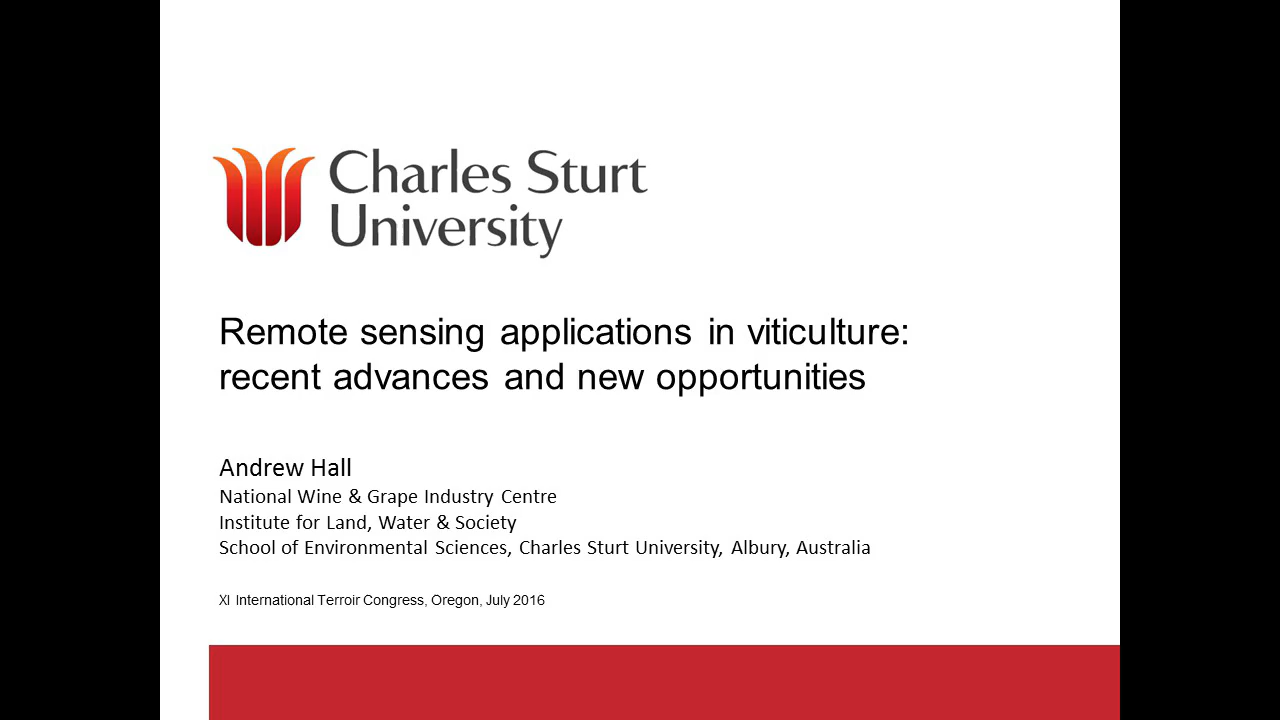 Charles Sturt
University
Remote sensing applications in viticulture:
recent advances and new opportunities
Andrew Hall
National Wine & Grape Industry Centre
Institute for Land, Water & Society
School of Environmental Sciences, Charles Sturt University, Albury, Australia
XI International Terroir Congress, Oregon, July 2016